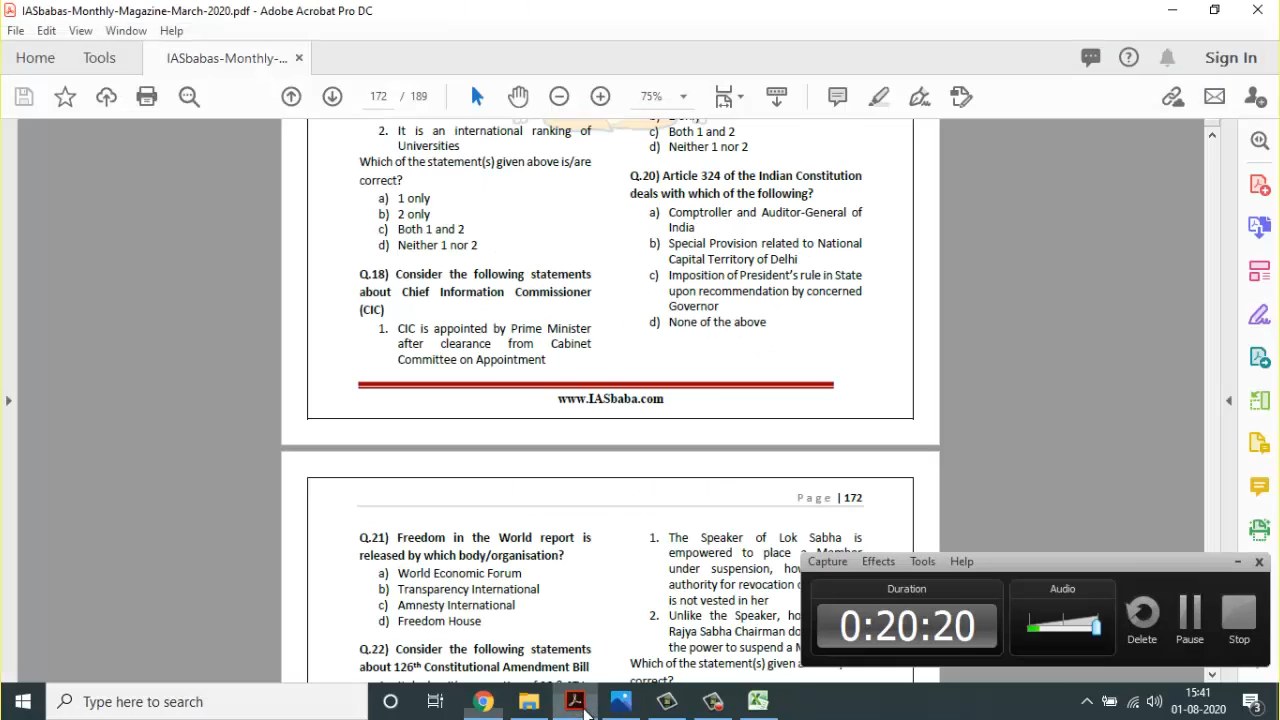 IASbabas-Monthly-Magazine-March-2020.pdf - Adobe Acrobat Pro DC
File Edit View Window Help
Home Tools IASbabas-Monthly-... × Sign In
172 / 189 75%
2. It is an international ranking of
Universities
Which of the statement(s) given above is/are
correct?
a) 1 only
b) 2 only
c) Both 1 and 2
d) Neither 1 nor 2
Q.18) Consider the following statements
about Chief Information Commissioner
(CIC)
1. CIC is appointed by Prime Minister
after clearance from Cabinet
Committee on Appointment
c) Both 1 and 2
d) Neither 1 nor 2
Q.20) Article 324 of the Indian Constitution
deals with which of the following?
a) Comptroller and Auditor-General of
India
b) Special Provision related to National
Capital Territory of Delhi
c) Imposition of President's rule in State
upon recommendation by concerned
Governor
d) None of the above
www.IASbaba.com
Page | 172
Q.21) Freedom in the World report is
released by which body/organisation?
a) World Economic Forum
b) Transparency International
c) Amnesty International
d) Freedom House
Q.22) Consider the following statements
about 126th Constitutional Amendment Bill
1. The Speaker of Lok Sabha is
empowered to place a Member
under suspension, how
authority for revocation
is not vested in her
2. Unlike the Speaker, ho
Rajya Sabha Chairman do
the power to suspend a M
Which of the statement(s) given a
correct?
Capture Effects Tools Help
Duration Audio
0:20:20
Delete Pause Stop
Type here to search
15:41
01-08-2020
3